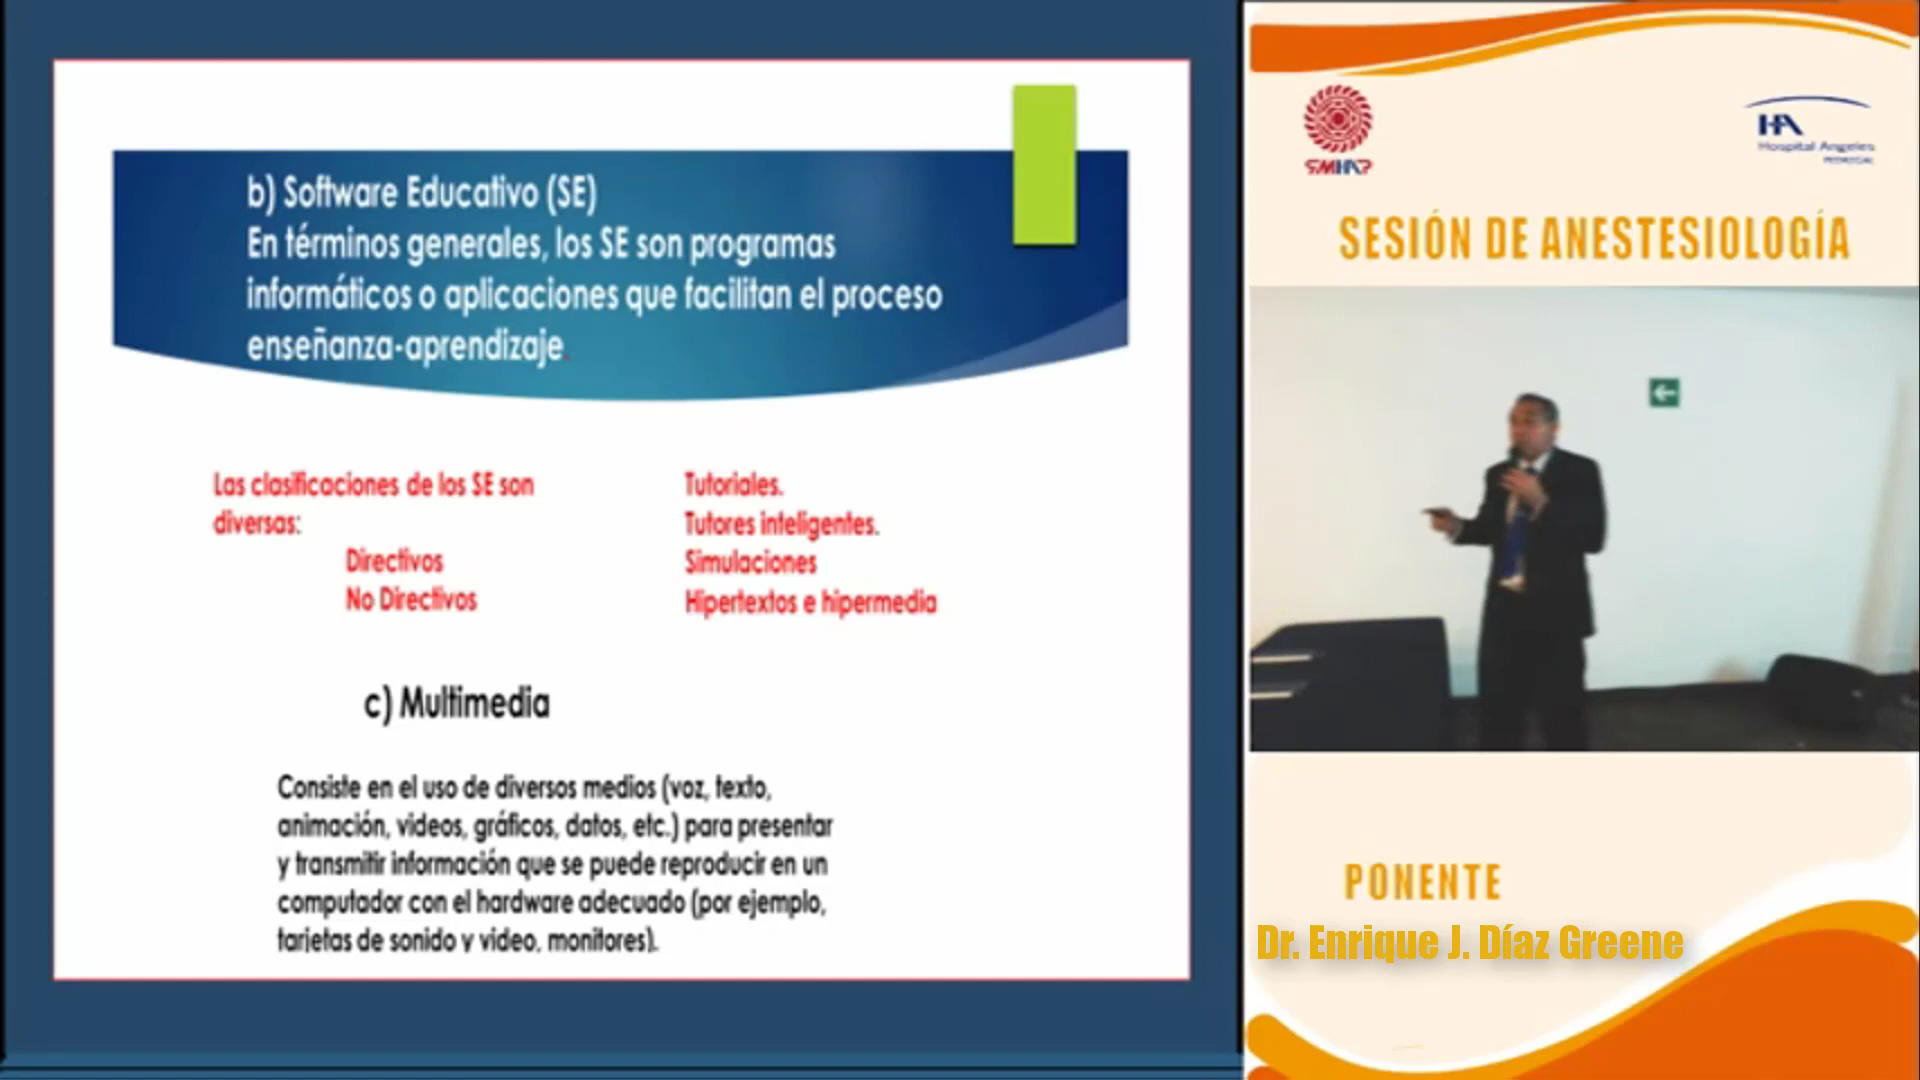 b) Software Educativo (SE)
En términos generales, los SE son programas
informáticos o aplicaciones que facilitan el proceso
enseñanza-aprendizaje.
Las clasificaciones de los SE son
diversas:
Directivos
No Directivos
Tutoriales.
Tutores inteligentes.
Simulaciones
Hipertextos e hipermedia
c) Multimedia
Consiste en el uso de diversos medios (voz, texto,
animación, videos, gráficos, datos, etc.) para presentar
y transmitir información que se puede reproducir en un
computador con el hardware adecuado (por ejemplo,
tarjetas de sonido y video, monitores).
SMHAP
HA
Hospital Angeles
PEDREGAL
SESIÓN DE ANESTESIOLOGÍA
PONENTE
Dr. Enrique J. Díaz Greene